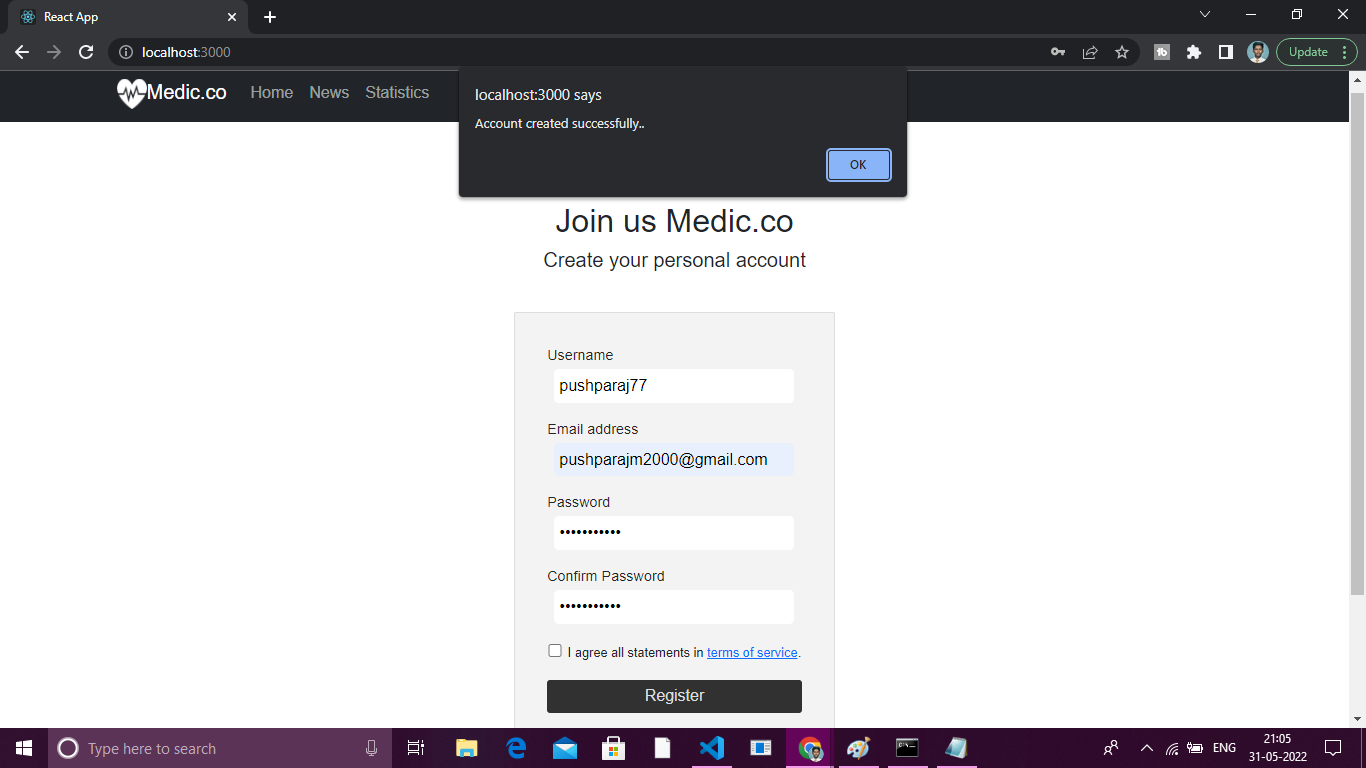 React App
localhost:3000
Update
Medic.co Home News Statistics
localhost:3000 says
Account created successfully..
OK
Join us Medic.co
Create your personal account
Username
pushparaj77
Email address
pushparajm2000@gmail.com
Password
•••••••••••
Confirm Password
•••••••••••
I agree all statements in terms of service.
Register
Type here to search
ENG
21:05
31-05-2022